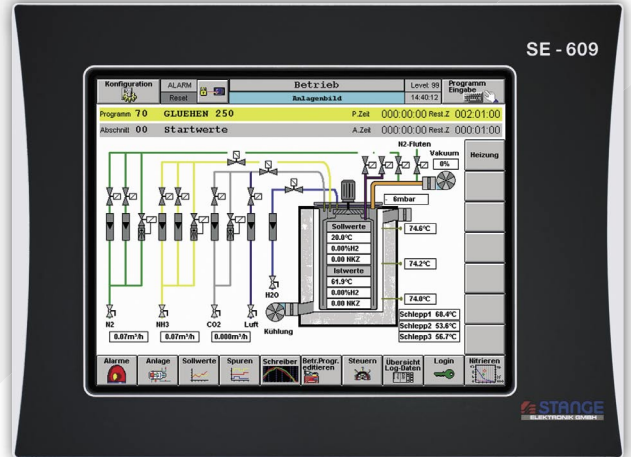 SE - 609
Konfiguration
ALARM
Reset
Betrieb
Anlagenbild
Level 99
14:40:12
Programm
Eingabe
Programm 70 GLUEHEN 250 P.Zeit 000:00:00 Rest.Z 002:01:00
Abschnitt 00 Startwerte A.Zeit 000:00:00 Rest.Z 000:01:00
N2-Fluten
Vakuum
0%
Heizung
- 6mbar
Sollwerte
20.0°C
0.00%H2
0.00 NKZ
Istwerte
61.9°C
0.00%H2
0.00 NKZ
74.6°C
74.2°C
74.0°C
Schlepp1 68.4°C
Schlepp2 53.6°C
Schlepp3 56.7°C
H2O
Kühlung
N2 NH3 CO2 Luft
0.07m³/h 0.07m³/h 0.000m³/h
Alarme
Anlage
Sollwerte
Spuren
Schreiber
Betr.Progr.
editieren
Steuern
Übersicht
Log-Daten
Login
Nitrieren
STANGE
ELEKTRONIK GMBH